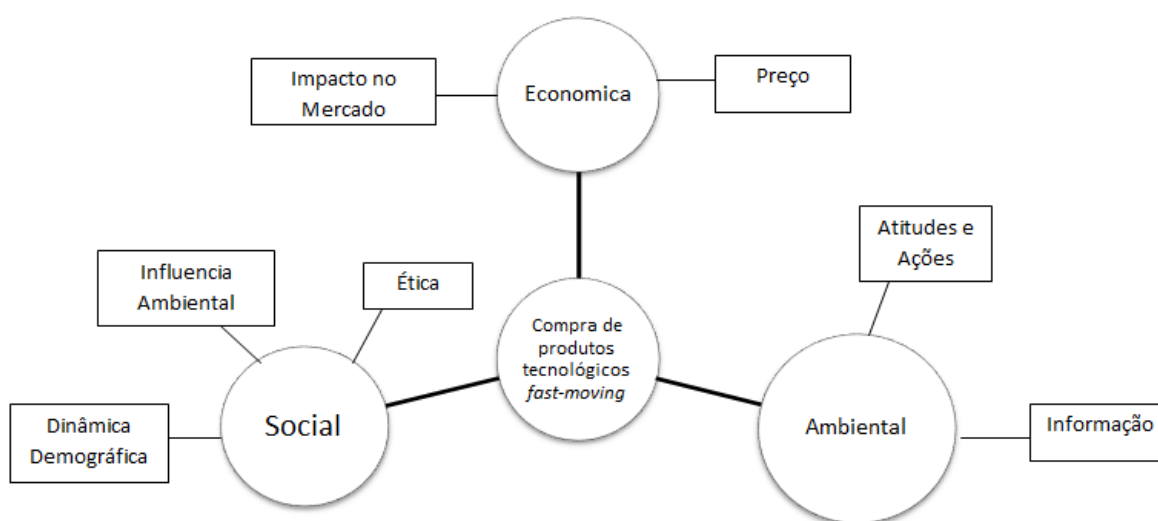 Impacto no
Mercado
Economica
Preço
Influencia
Ambiental
Ética
Atitudes e
Ações
Compra de
produtos
tecnológicos
fast-moving
Dinâmica
Demográfica
Social
Ambiental
Informação